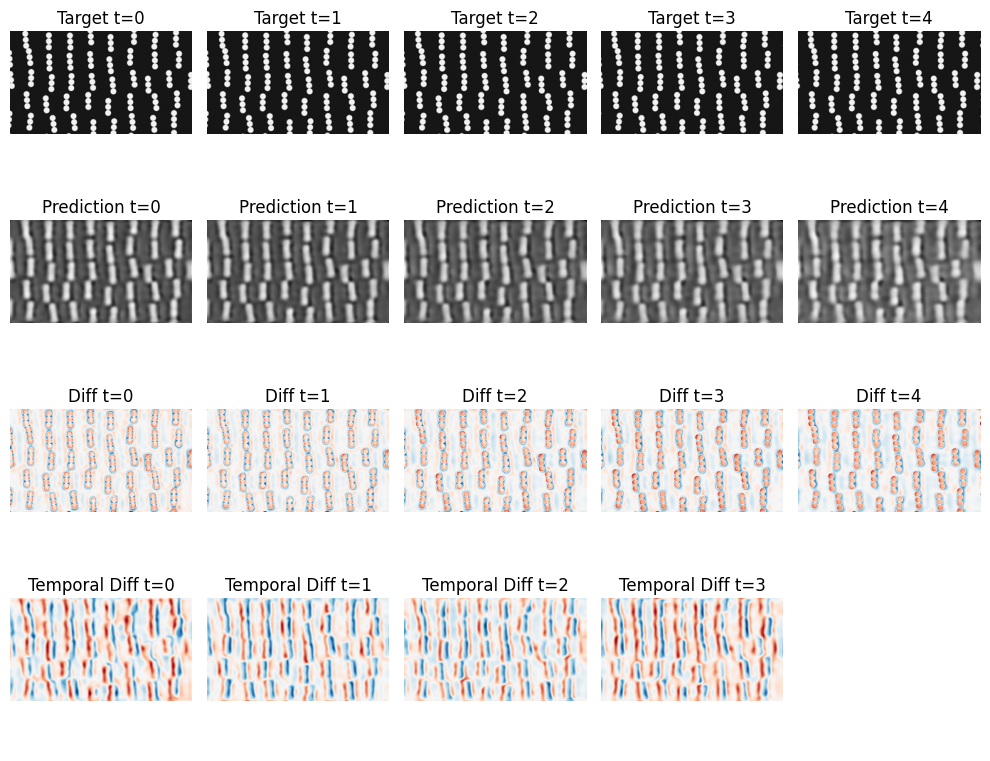 Target t=0
Target t=1
Target t=2
Target t=3
Target t=4
Prediction t=0
Prediction t=1
Prediction t=2
Prediction t=3
Prediction t=4
Diff t=0
Diff t=1
Diff t=2
Diff t=3
Diff t=4
Temporal Diff t=0
Temporal Diff t=1
Temporal Diff t=2
Temporal Diff t=3